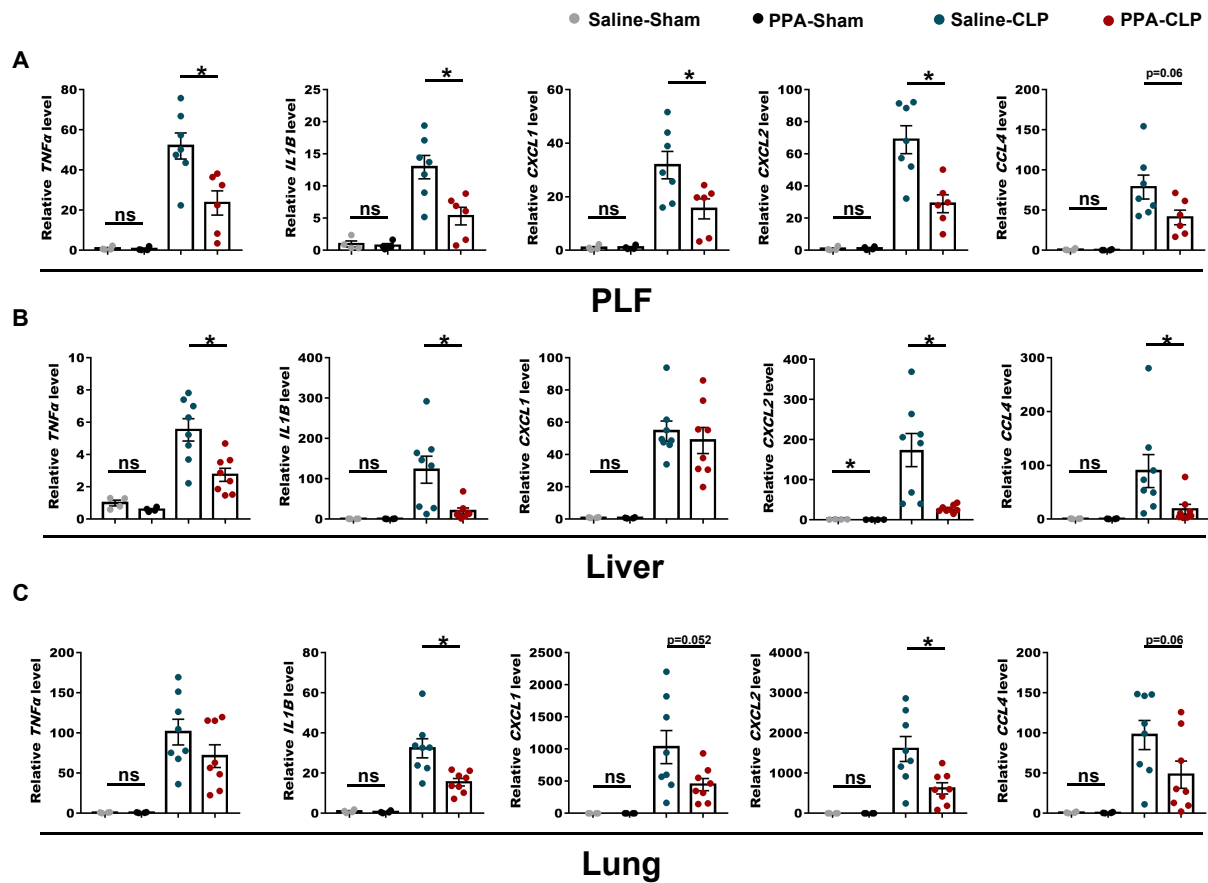 Saline-Sham PPA-Sham Saline-CLP PPA-CLP
A
Relative TNFα level
80
60
40
20
0
ns
*
Relative IL1B level
25
20
15
10
5
0
ns
*
Relative CXCL1 level
60
40
20
0
ns
*
Relative CXCL2 level
100
80
60
40
20
0
ns
*
Relative CCL4 level
200
150
100
50
0
ns
p=0.06
PLF
B
Relative TNFα level
10
8
6
4
2
0
ns
*
Relative IL1B level
400
300
200
100
0
ns
*
Relative CXCL1 level
100
80
60
40
20
0
ns
Relative CXCL2 level
400
300
200
100
0
*
*
Relative CCL4 level
300
200
100
0
ns
*
Liver
C
Relative TNFα level
200
150
100
50
0
ns
Relative IL1B level
80
60
40
20
0
ns
*
Relative CXCL1 level
2500
2000
1500
1000
500
0
ns
p=0.052
Relative CXCL2 level
4000
3000
2000
1000
0
ns
*
Relative CCL4 level
200
150
100
50
0
ns
p=0.06
Lung